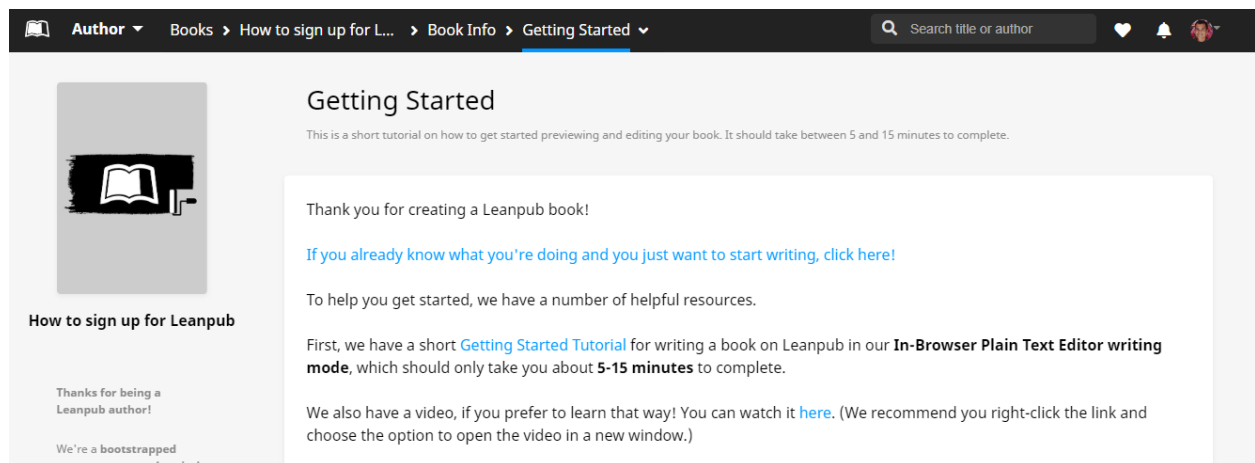 Author
Books
How to sign up for L...
Book Info
Getting Started
Search title or author
Getting Started
This is a short tutorial on how to get started previewing and editing your book. It should take between 5 and 15 minutes to complete.
Thank you for creating a Leanpub book!
If you already know what you're doing and you just want to start writing, click here!
To help you get started, we have a number of helpful resources.
First, we have a short Getting Started Tutorial for writing a book on Leanpub in our In-Browser Plain Text Editor writing
mode, which should only take you about 5-15 minutes to complete.
We also have a video, if you prefer to learn that way! You can watch it here. (We recommend you right-click the link and
choose the option to open the video in a new window.)
How to sign up for Leanpub
Thanks for being a
Leanpub author!
We're a bootstrapped